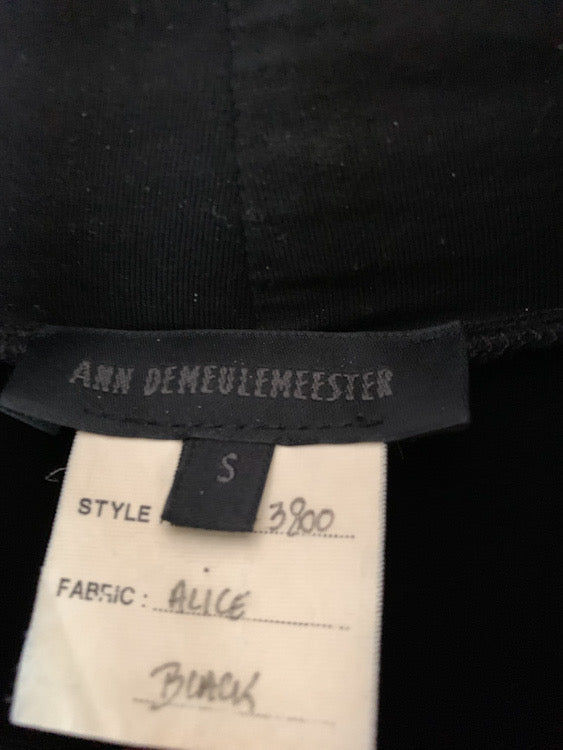 ANN DEMEULEMEESTER
S
STYLE 3800
FABRIC : ALICE
BLACK